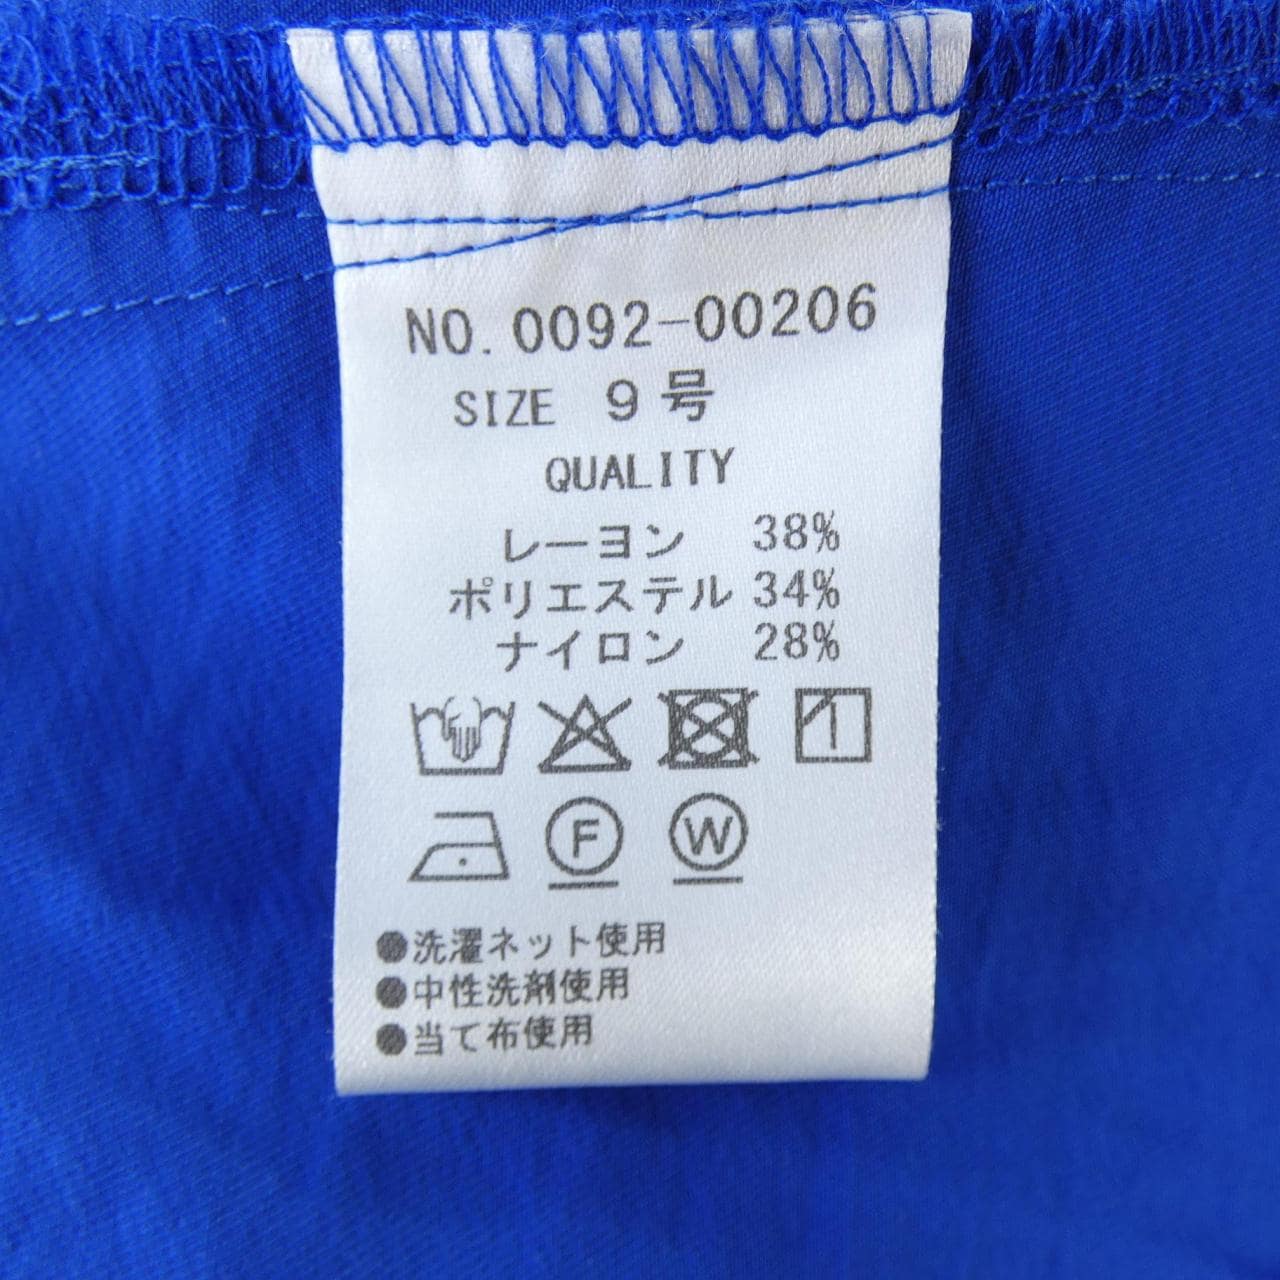 NO. 0092-00206
SIZE 9号
QUALITY
レーヨン 38%
ポリエステル 34%
ナイロン 28%
F W
●洗濯ネット使用
●中性洗剤使用
●当て布使用